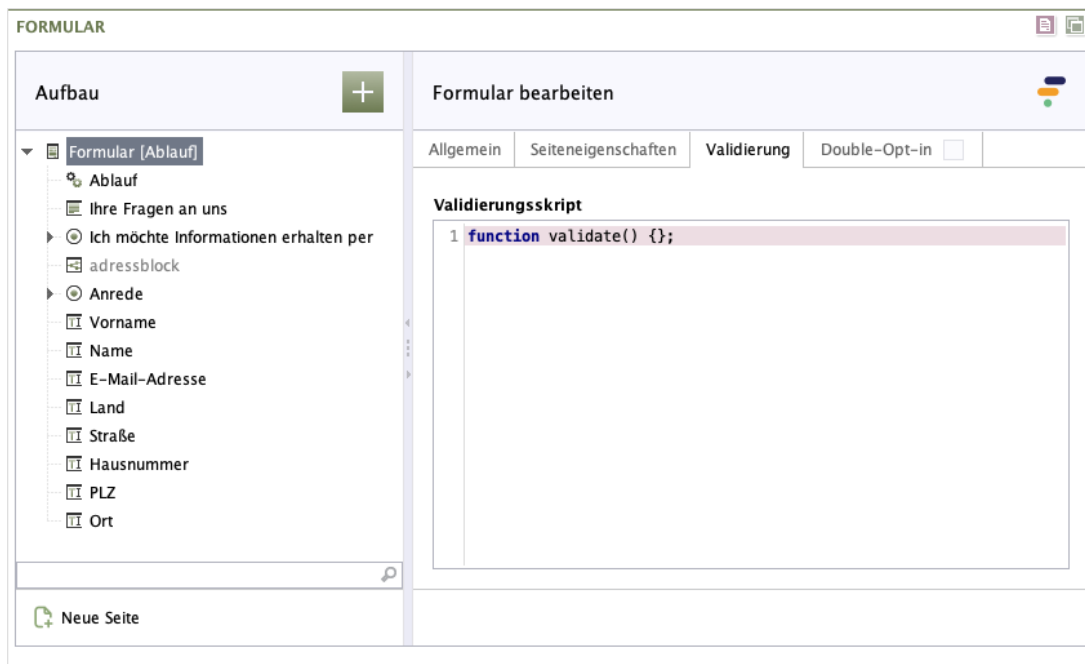 FORMULAR
Aufbau
Formular [Ablauf]
Ablauf
Ihre Fragen an uns
Ich möchte Informationen erhalten per
adressblock
Anrede
Vorname
Name
E-Mail-Adresse
Land
Straße
Hausnummer
PLZ
Ort
Neue Seite
Formular bearbeiten
Allgemein Seiteneigenschaften Validierung Double-Opt-in
Validierungsskript
1 function validate() {};